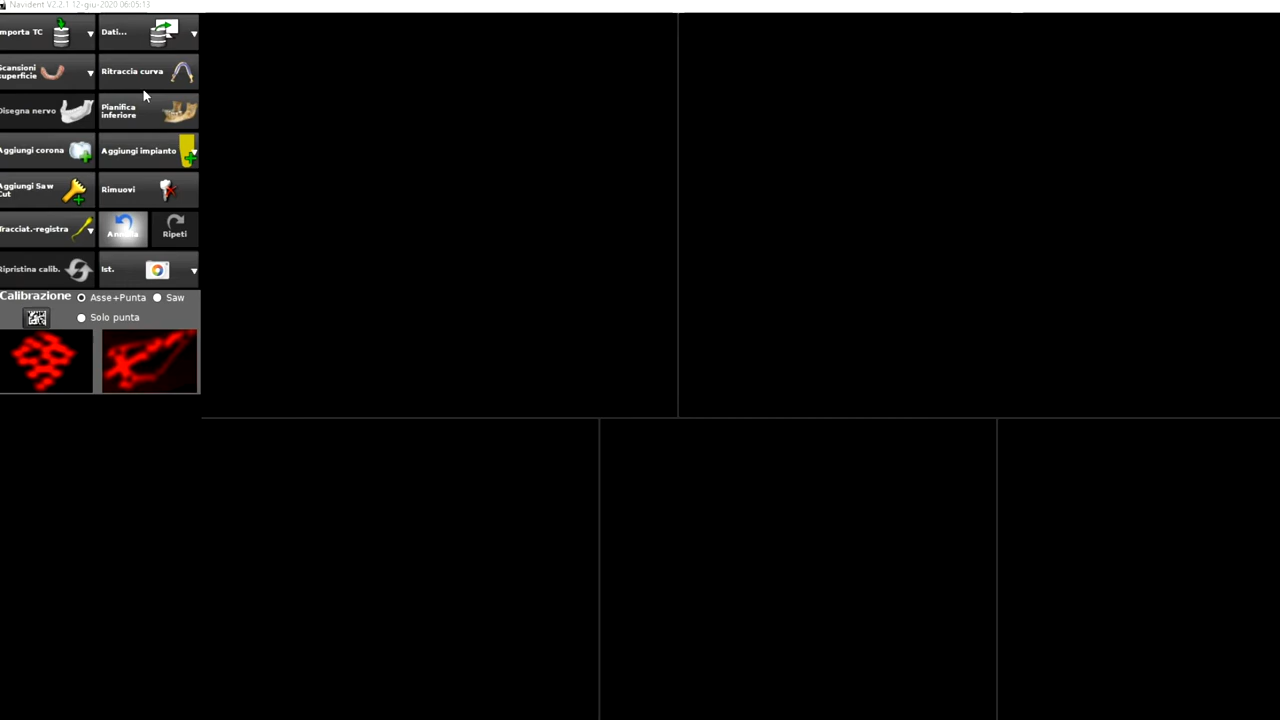 Navident V2.2.1 12-giu-2020 06:05:13
mporta TC
Dati...
Scansioni
superficie
Ritraccia curva
Disegna nervo
Pianifica
inferiore
Aggiungi corona
Aggiungi impianto
Aggiungi Saw
Cut
Rimuovi
Tracciat.-registra
Ripeti
Ripristina calib.
Ist.
Calibrazione
Asse+Punta
Saw
Solo punta